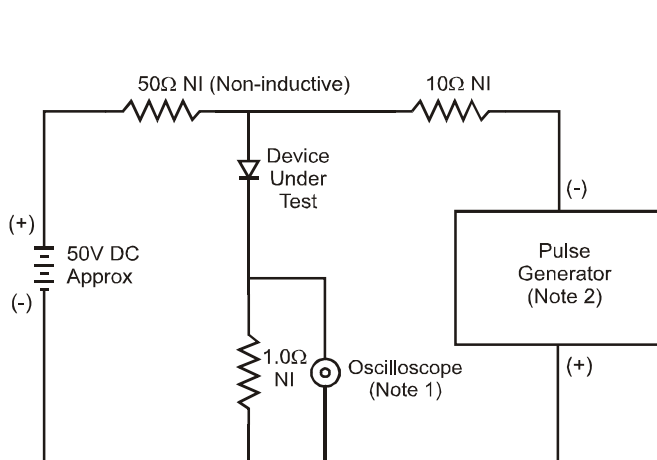 50Ω NI (Non-inductive)
10Ω NI
Device
Under
Test
(-)
(+)
50V DC
Approx
(-)
Pulse
Generator
(Note 2)
1.0Ω
NI
Oscilloscope
(Note 1)
(+)